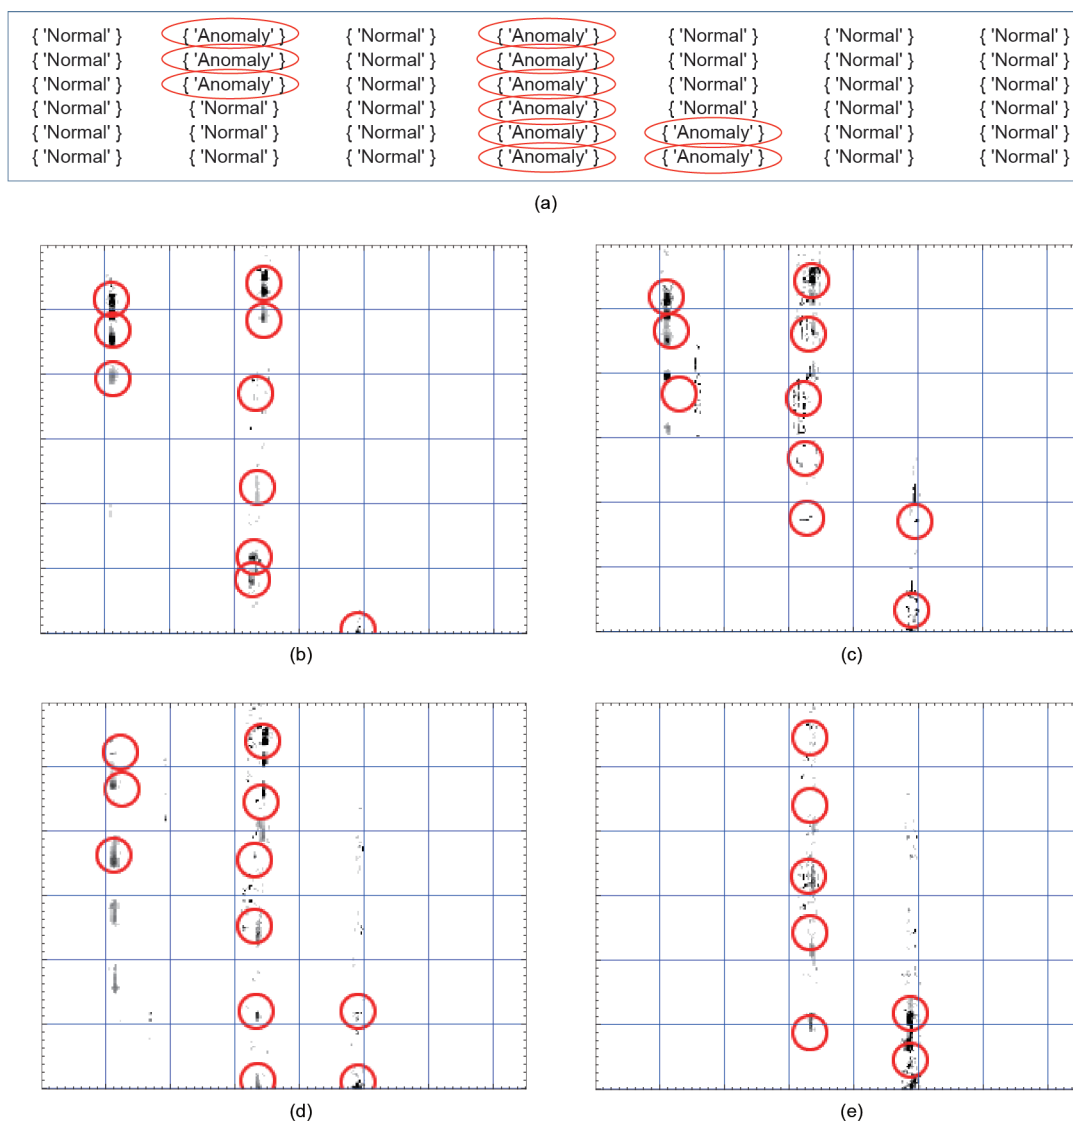 { 'Normal' } { 'Anomaly' } { 'Normal' } { 'Anomaly' } { 'Normal' } { 'Normal' } { 'Normal' }
{ 'Normal' } { 'Anomaly' } { 'Normal' } { 'Anomaly' } { 'Normal' } { 'Normal' } { 'Normal' }
{ 'Normal' } { 'Anomaly' } { 'Normal' } { 'Anomaly' } { 'Normal' } { 'Normal' } { 'Normal' }
{ 'Normal' } { 'Normal' } { 'Normal' } { 'Anomaly' } { 'Normal' } { 'Normal' } { 'Normal' }
{ 'Normal' } { 'Normal' } { 'Normal' } { 'Anomaly' } { 'Anomaly' } { 'Normal' } { 'Normal' }
{ 'Normal' } { 'Normal' } { 'Normal' } { 'Anomaly' } { 'Anomaly' } { 'Normal' } { 'Normal' }
(a)
(b) (c)
(d) (e)